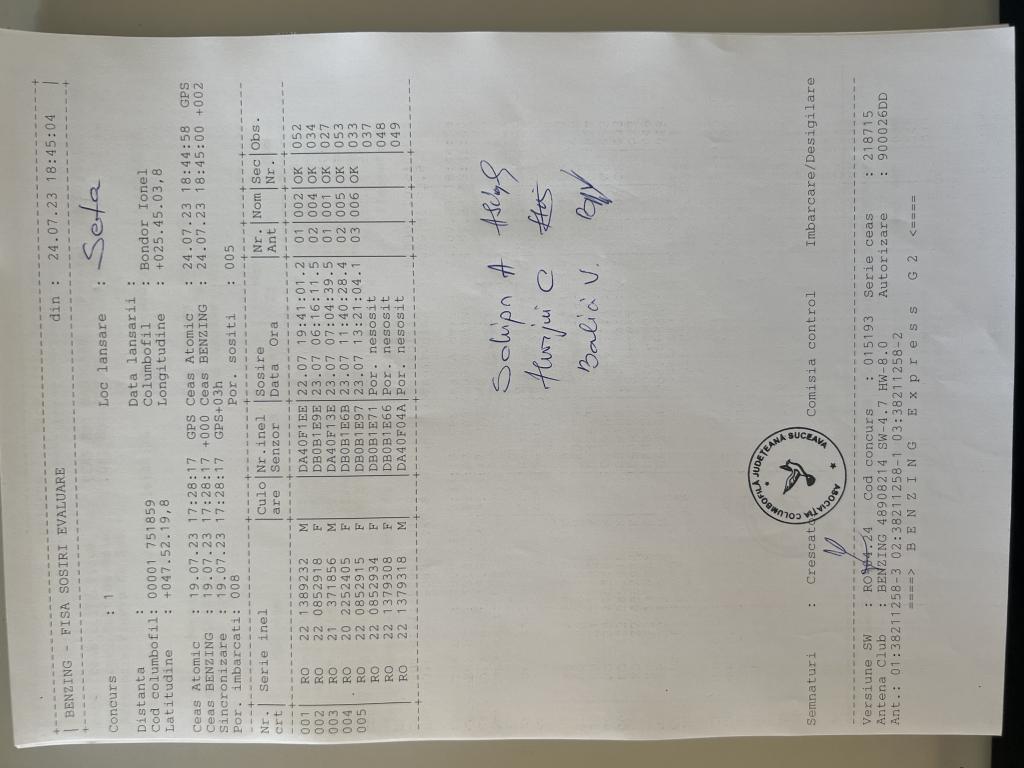 | BENZING - FISA SOSIRI EVALUARE din : 24.07.23 18:45:04 |
Concurs : 1 Loc lansare : Seta
Distanta : Data lansarii :
Cod columbofil: 00001 751859 Columbofil : Bondor Ionel
Latitudine : +047.52.19,8 Longitudine : +025.45.03,8
Ceas Atomic : 19.07.23 17:28:17 GPS Ceas Atomic : 24.07.23 18:44:58 GPS
Ceas BENZING : 19.07.23 17:28:17 +000 Ceas BENZING : 24.07.23 18:45:00 +002
Sincronizare : 19.07.23 17:28:17 GPS+03h
Por. imbarcati: 008 Por. sositi : 005
Nr.| Serie inel |Culo|Nr.inel |Sosire |Nr. |Nom|Sec|Obs.
crt| |are |Senzor |Data Ora |Ant | |Nr.|
001 | RO 22 1389232 M |DA40F1EE|22.07 19:41:01.2| 01|002|OK |052
002 | RO 22 0852918 F |DB0B1E9E|23.07 06:16:11.5| 02|004|OK |034
003 | RO 21 371856 M |DA40F13E|23.07 07:04:39.5| 01|001|OK |027
004 | RO 20 2252405 F |DB0B1E6B|23.07 11:40:28.4| 02|005|OK |053
005 | RO 22 0852915 F |DB0B1E97|23.07 13:21:04.1| 03|006|OK |033
| RO 22 0852934 F |DB0B1E71|Por. nesosit | | | |037
| RO 22 1379308 F |DB0B1E66|Por. nesosit | | | |048
| RO 22 1379318 M |DA40F04A|Por. nesosit | | | |049
Schipn A
C
Balici V.
ASOCIAȚIA COLUMBOFILĂ JUDEȚEANĂ SUCEAVA
Semnaturi : Crescato Comisia control Imbarcare/Desigilare
Versiune SW : Cod concurs : 015193 Serie ceas : 218715
Antena Club : BENZING 48908214 SW-4.7 HW-8.0 Autorizare : 900026DD
Ant.: 01:38211258-3 02:38211258-1 03:38211258-2
====> B E N Z I N G E x p r e s s G 2 <====